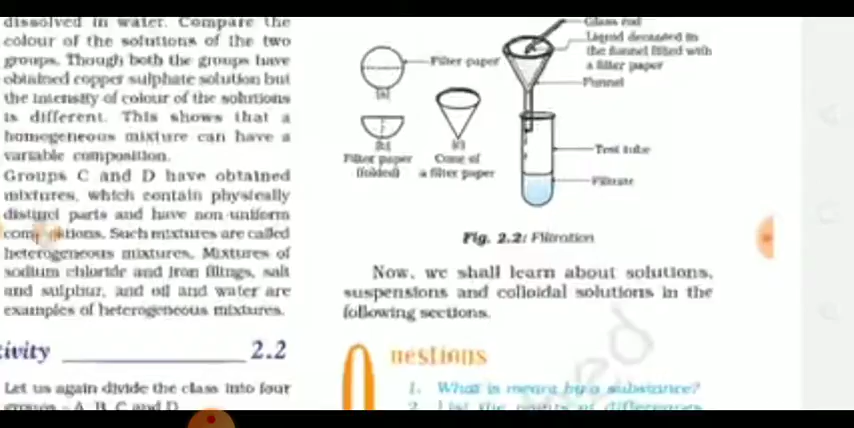 dissolved in water. Compare the
colour of the solutions of the two
groups. Though both the groups have
obtained copper sulphate solution but
the intensity of colour of the solutions
is different. This shows that a
homogeneous mixture can have a
variable composition.
Groups C and D have obtained
mixtures, which contain physically
distinct parts and have non-uniform
Such mixtures are called
heterogeneous mixtures. Mixtures of
sodium chloride and iron filings, salt
and sulphur, and oil and water are
examples of heterogeneous mixtures.
ivity 2.2
Let us again divide the class into four
groups - A, B, C and D
Glass rod
Liquid decanted in
the funnel fitted with
a filter paper
Funnel
Filter paper
(a)
(b)
(c)
Filter paper
(folded)
Cone of
a filter paper
Test tube
Filtrate
Fig. 2.2: Filtration
Now, we shall learn about solutions,
suspensions and colloidal solutions in the
following sections.
uestions
1. What is meant by a substance?
2. List the points of differences